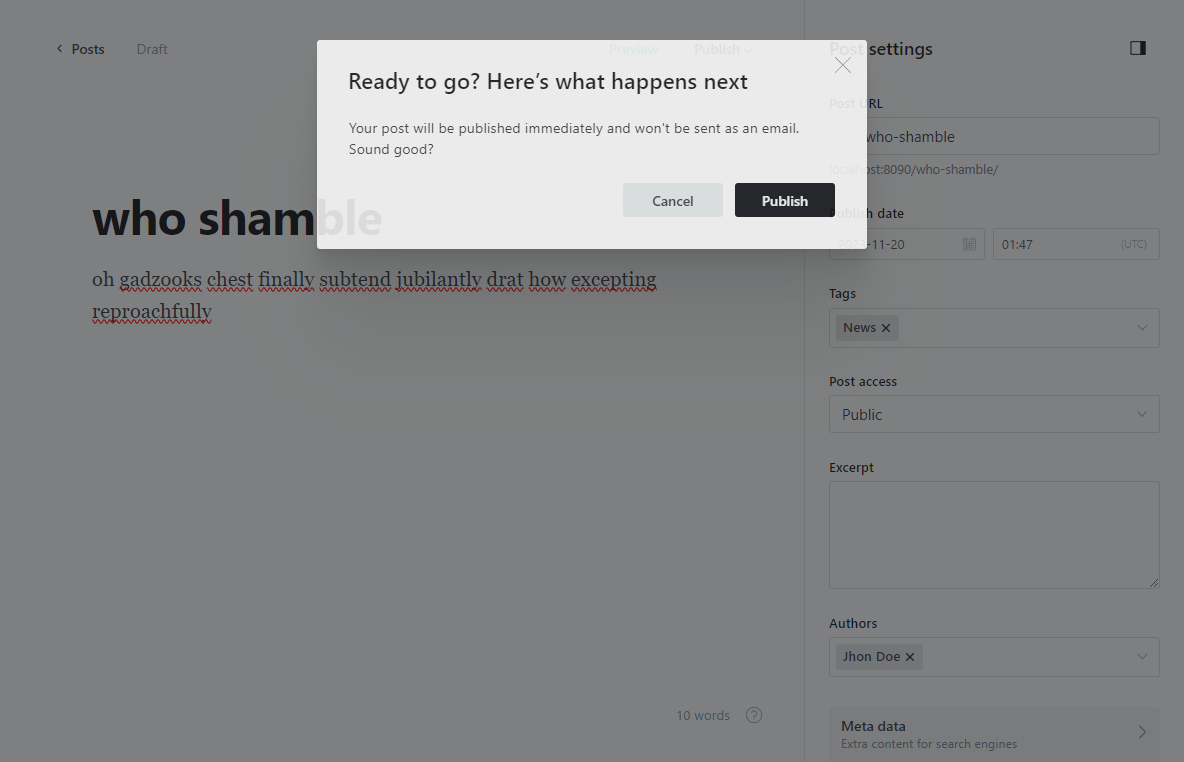 Posts
Draft
Preview
Publish
Post settings
Ready to go? Here’s what happens next
Your post will be published immediately and won't be sent as an email.
Sound good?
Cancel
Publish
who shamble
oh gadzooks chest finally subtend jubilantly drat how excepting
reproachfully
10 words
?
Post URL
who-shamble
localhost:8090/who-shamble/
Publish date
01:47
(UTC)
Tags
News
Post access
Public
Excerpt
Authors
Jhon Doe
Meta data
Extra content for search engines